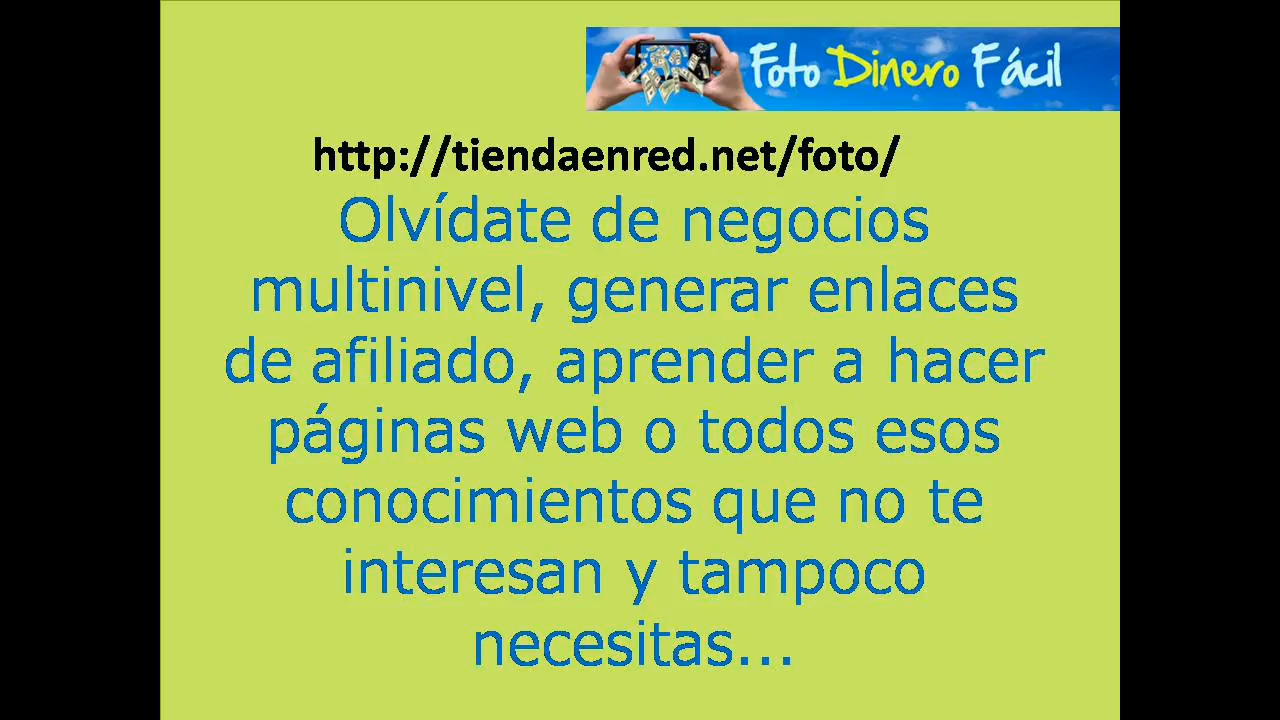 Foto Dinero Fácil
http://tiendaenred.net/foto/
Olvídate de negocios
multinivel, generar enlaces
de afiliado, aprender a hacer
páginas web o todos esos
conocimientos que no te
interesan y tampoco
necesitas...